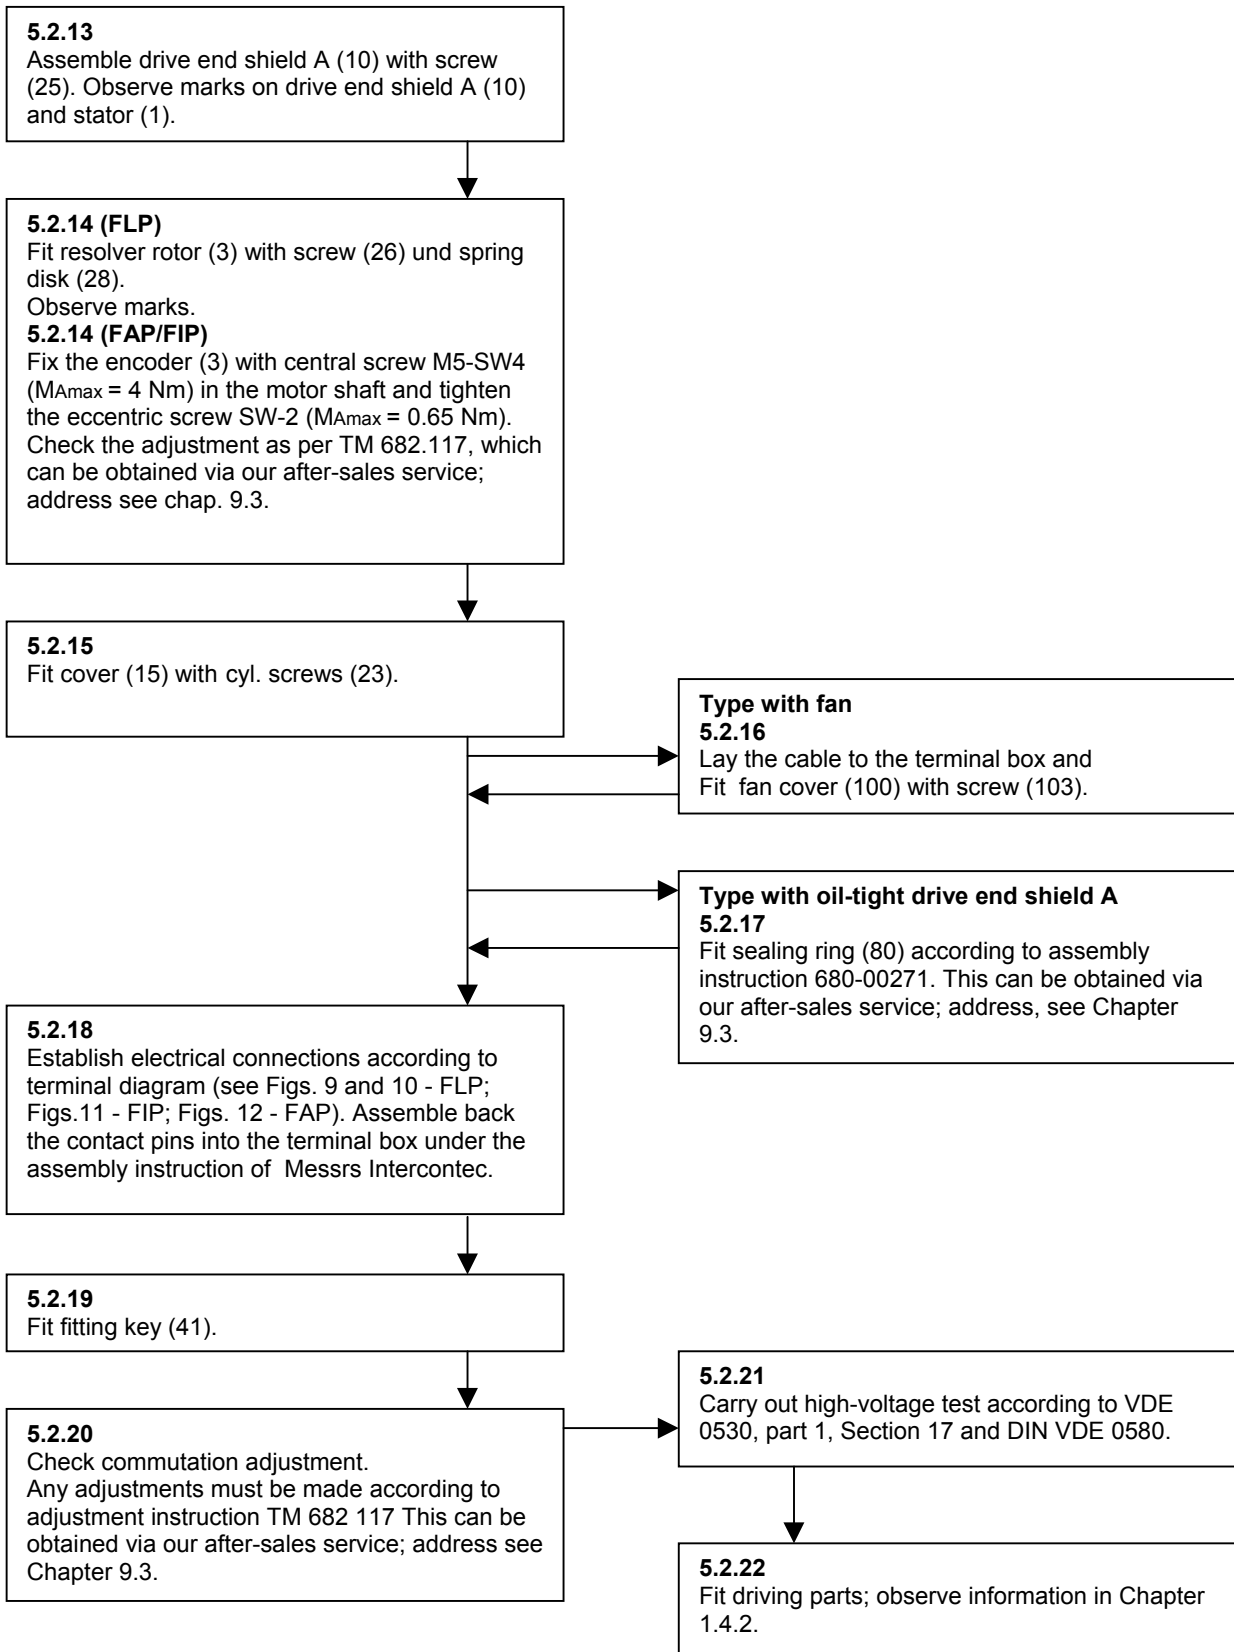 5.2.13
Assemble drive end shield A (10) with screw
(25). Observe marks on drive end shield A (10)
and stator (1).
5.2.14 (FLP)
Fit resolver rotor (3) with screw (26) und spring
disk (28).
Observe marks.
5.2.14 (FAP/FIP)
Fix the encoder (3) with central screw M5-SW4
(MAmax = 4 Nm) in the motor shaft and tighten
the eccentric screw SW-2 (MAmax = 0.65 Nm).
Check the adjustment as per TM 682.117, which
can be obtained via our after-sales service;
address see chap. 9.3.
5.2.15
Fit cover (15) with cyl. screws (23).
Type with fan
5.2.16
Lay the cable to the terminal box and
Fit  fan cover (100) with screw (103).
Type with oil-tight drive end shield A
5.2.17
Fit sealing ring (80) according to assembly
instruction 680-00271. This can be obtained via
our after-sales service; address, see Chapter
9.3.
5.2.18
Establish electrical connections according to
terminal diagram (see Figs. 9 and 10 - FLP;
Figs.11 - FIP; Figs. 12 - FAP). Assemble back
the contact pins into the terminal box under the
assembly instruction of  Messrs Intercontec.
5.2.19
Fit fitting key (41).
5.2.20
Check commutation adjustment.
Any adjustments must be made according to
adjustment instruction TM 682 117 This can be
obtained via our after-sales service; address see
Chapter 9.3.
5.2.21
Carry out high-voltage test according to VDE
0530, part 1, Section 17 and DIN VDE 0580.
5.2.22
Fit driving parts; observe information in Chapter
1.4.2.